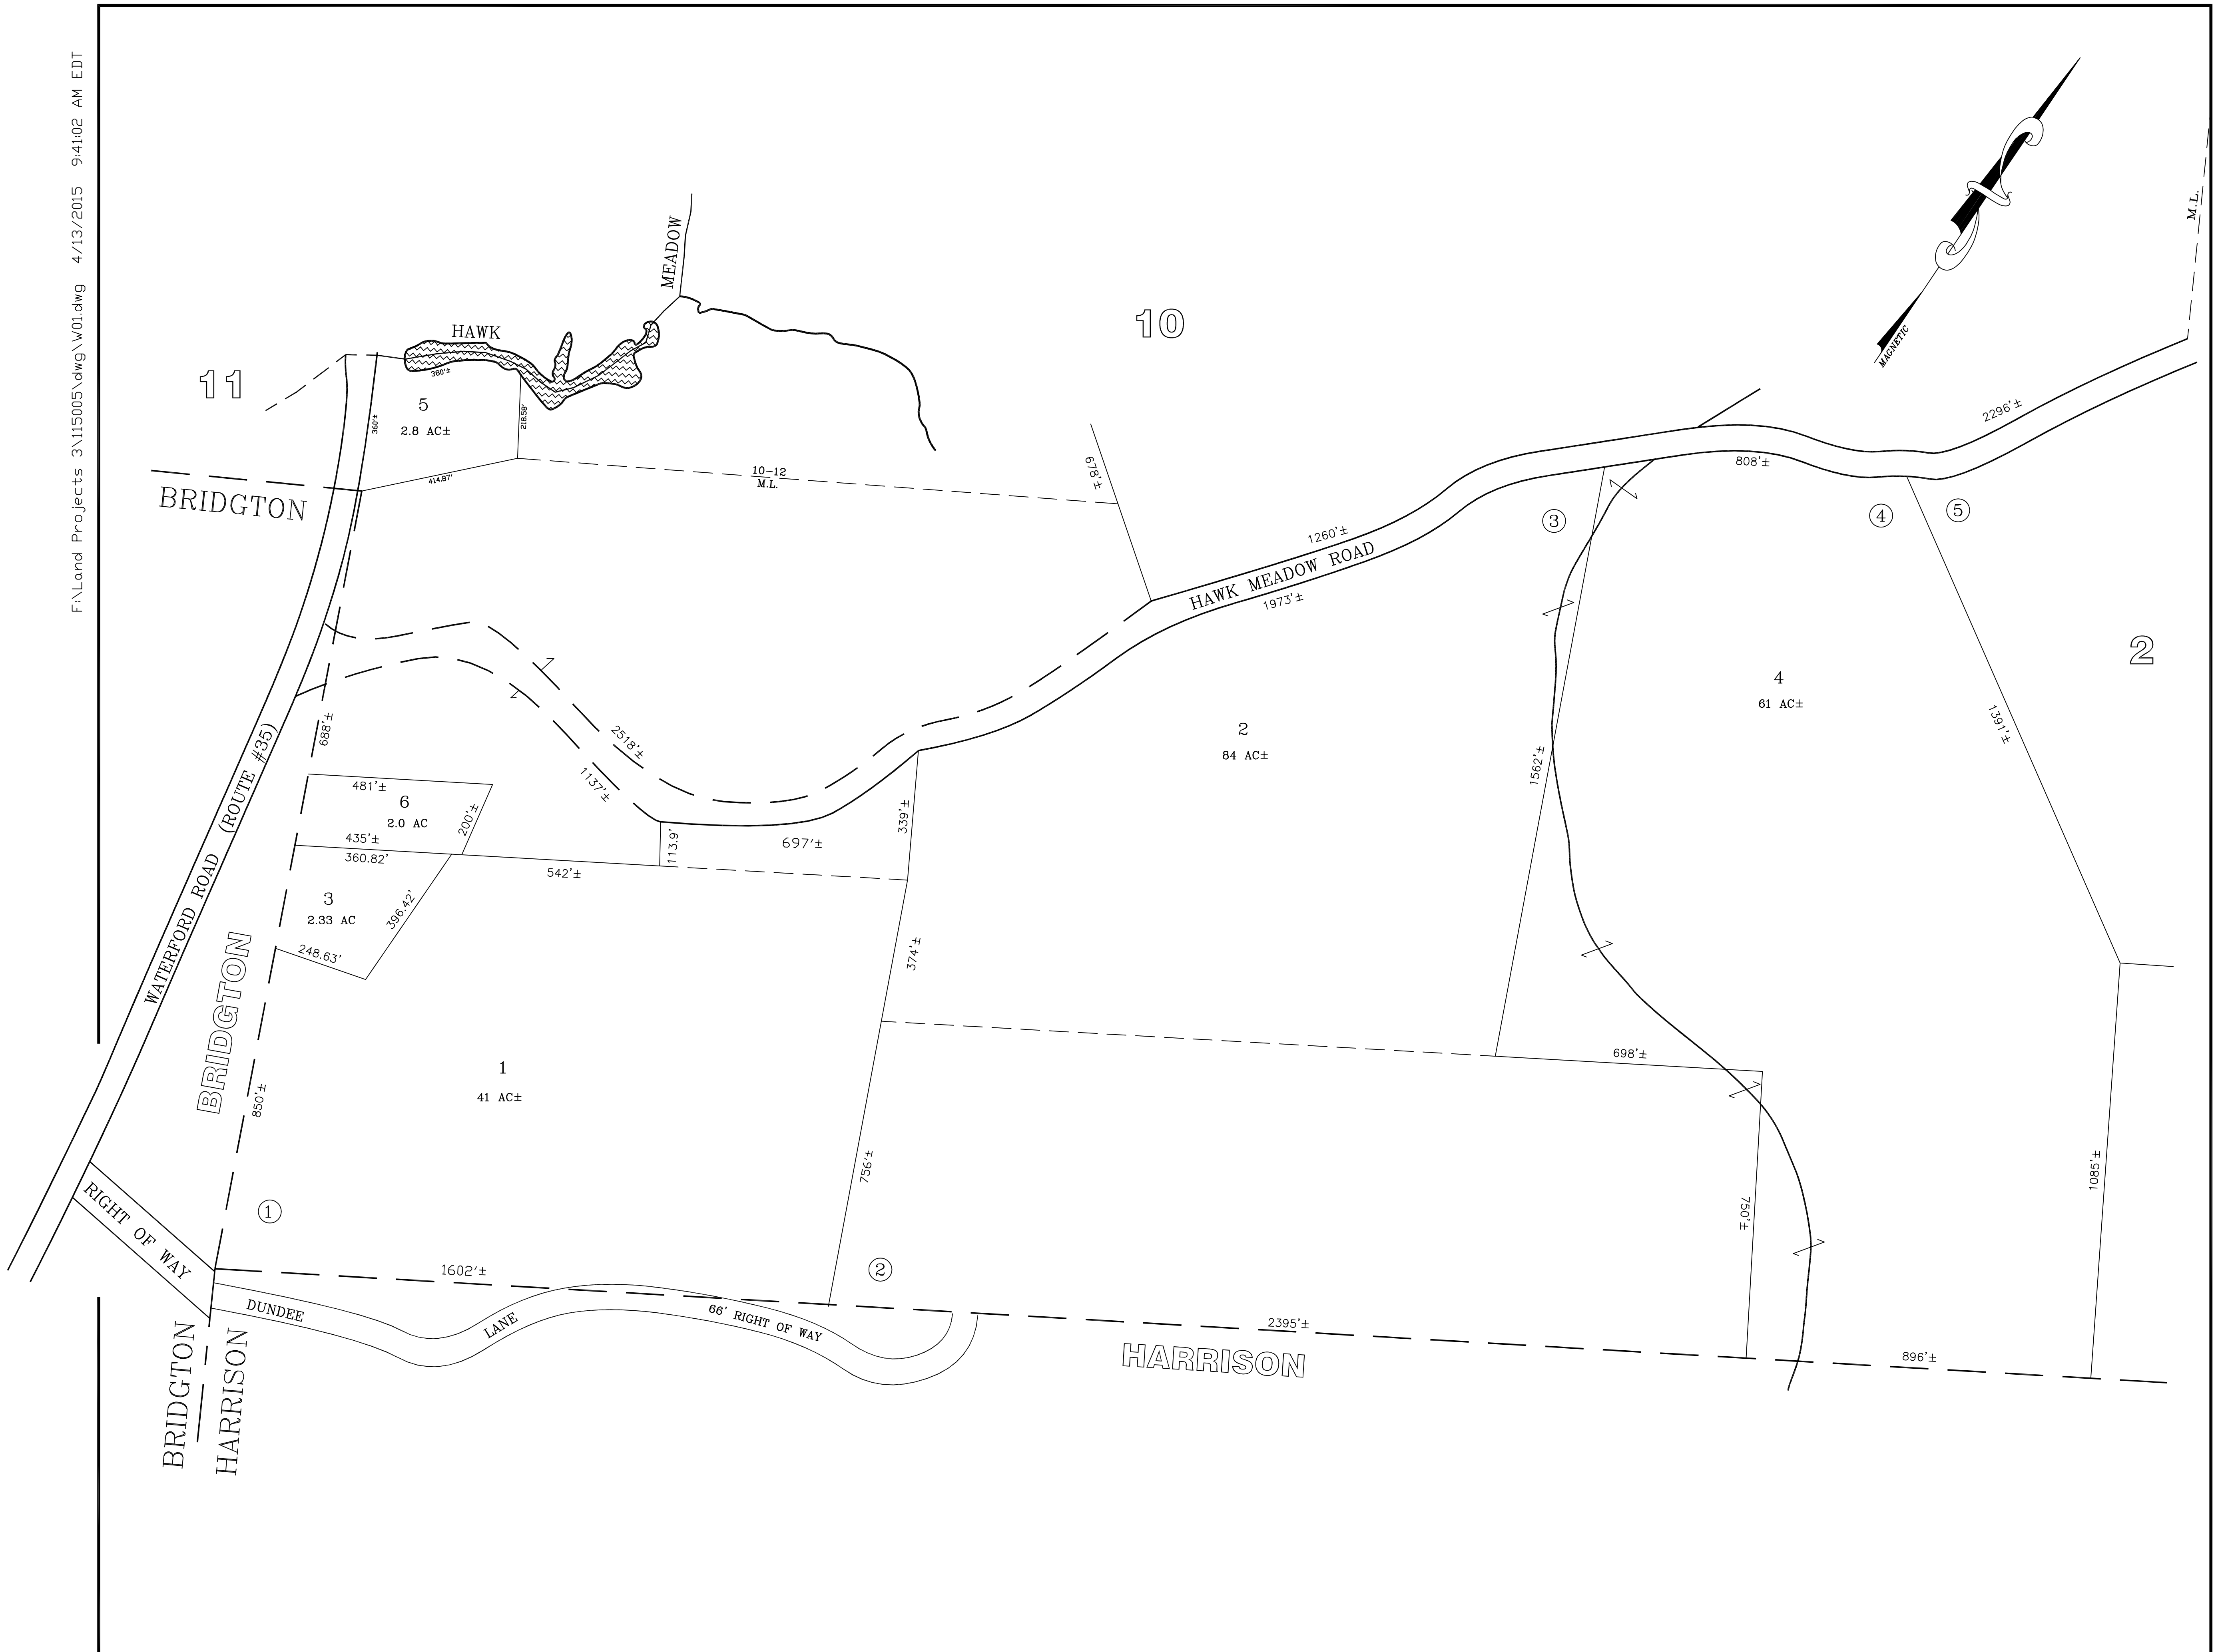 F:\Land Projects 3\115005\dwg\W01.dwg 4/13/2015 9:41:02 AM EDT
MAGNETIC
M.L.
MEADOW
HAWK
10
11
380'±
5
2.8 AC±
360'±
218.58'
414.87'
10-12
M.L.
678'±
BRIDGTON
2296'±
808'±
3
4
5
1260'±
HAWK MEADOW ROAD
1973'±
2
688'±
2518'±
1137'±
2
84 AC±
4
61 AC±
1391'±
1562'±
481'±
6
2.0 AC
200'±
435'±
360.82'
113.9'
697'±
339'±
542'±
3
2.33 AC
396.42'
248.63'
374'±
WATERFORD ROAD (ROUTE #35)
BRIDGTON
850'±
1
41 AC±
698'±
756'±
750'±
1085'±
RIGHT OF WAY
1
2
1602'±
DUNDEE
LANE
66' RIGHT OF WAY
2395'±
HARRISON
896'±
BRIDGTON
HARRISON